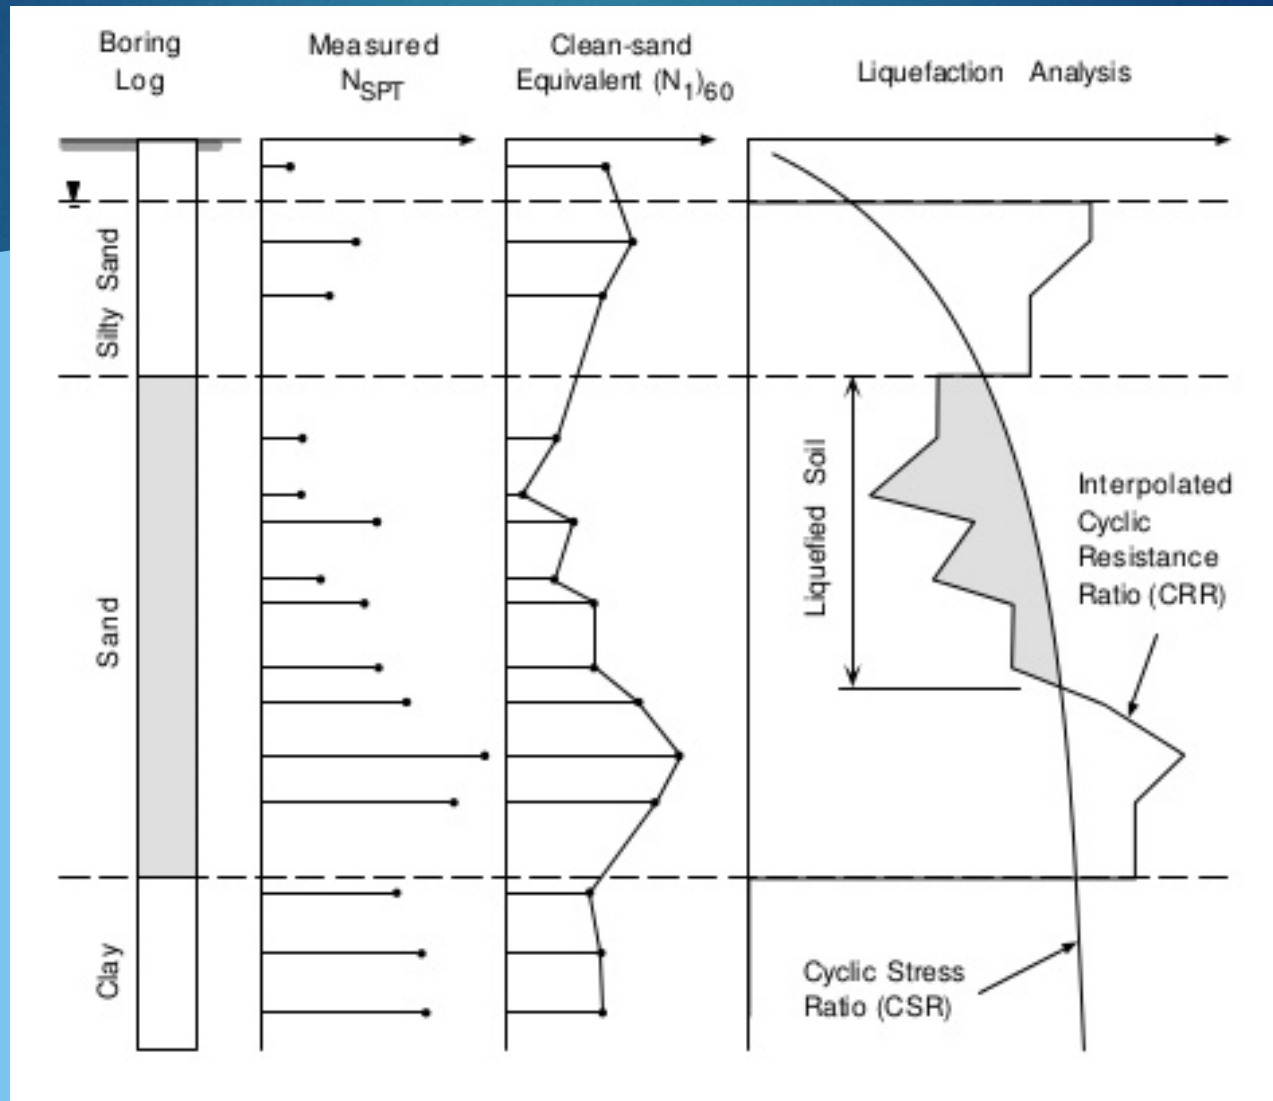 Boring
Log
Measured
NSPT
Clean-sand
Equivalent (N1)60
Liquefaction Analysis
Silty Sand
Sand
Clay
Liquefied Soil
Interpolated
Cyclic
Resistance
Ratio (CRR)
Cyclic Stress
Ratio (CSR)